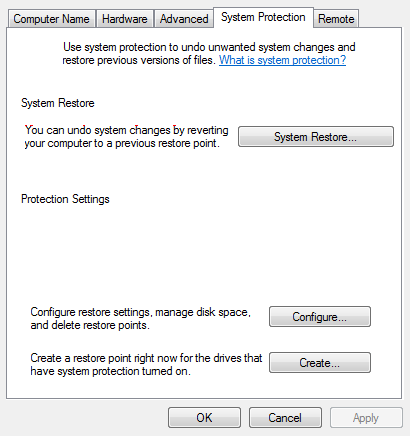 Computer Name Hardware Advanced System Protection Remote
Use system protection to undo unwanted system changes and
restore previous versions of files. What is system protection?
System Restore
You can undo system changes by reverting
your computer to a previous restore point.
System Restore...
Protection Settings
Configure restore settings, manage disk space,
and delete restore points.
Configure...
Create a restore point right now for the drives that
have system protection turned on.
Create...
OK Cancel Apply